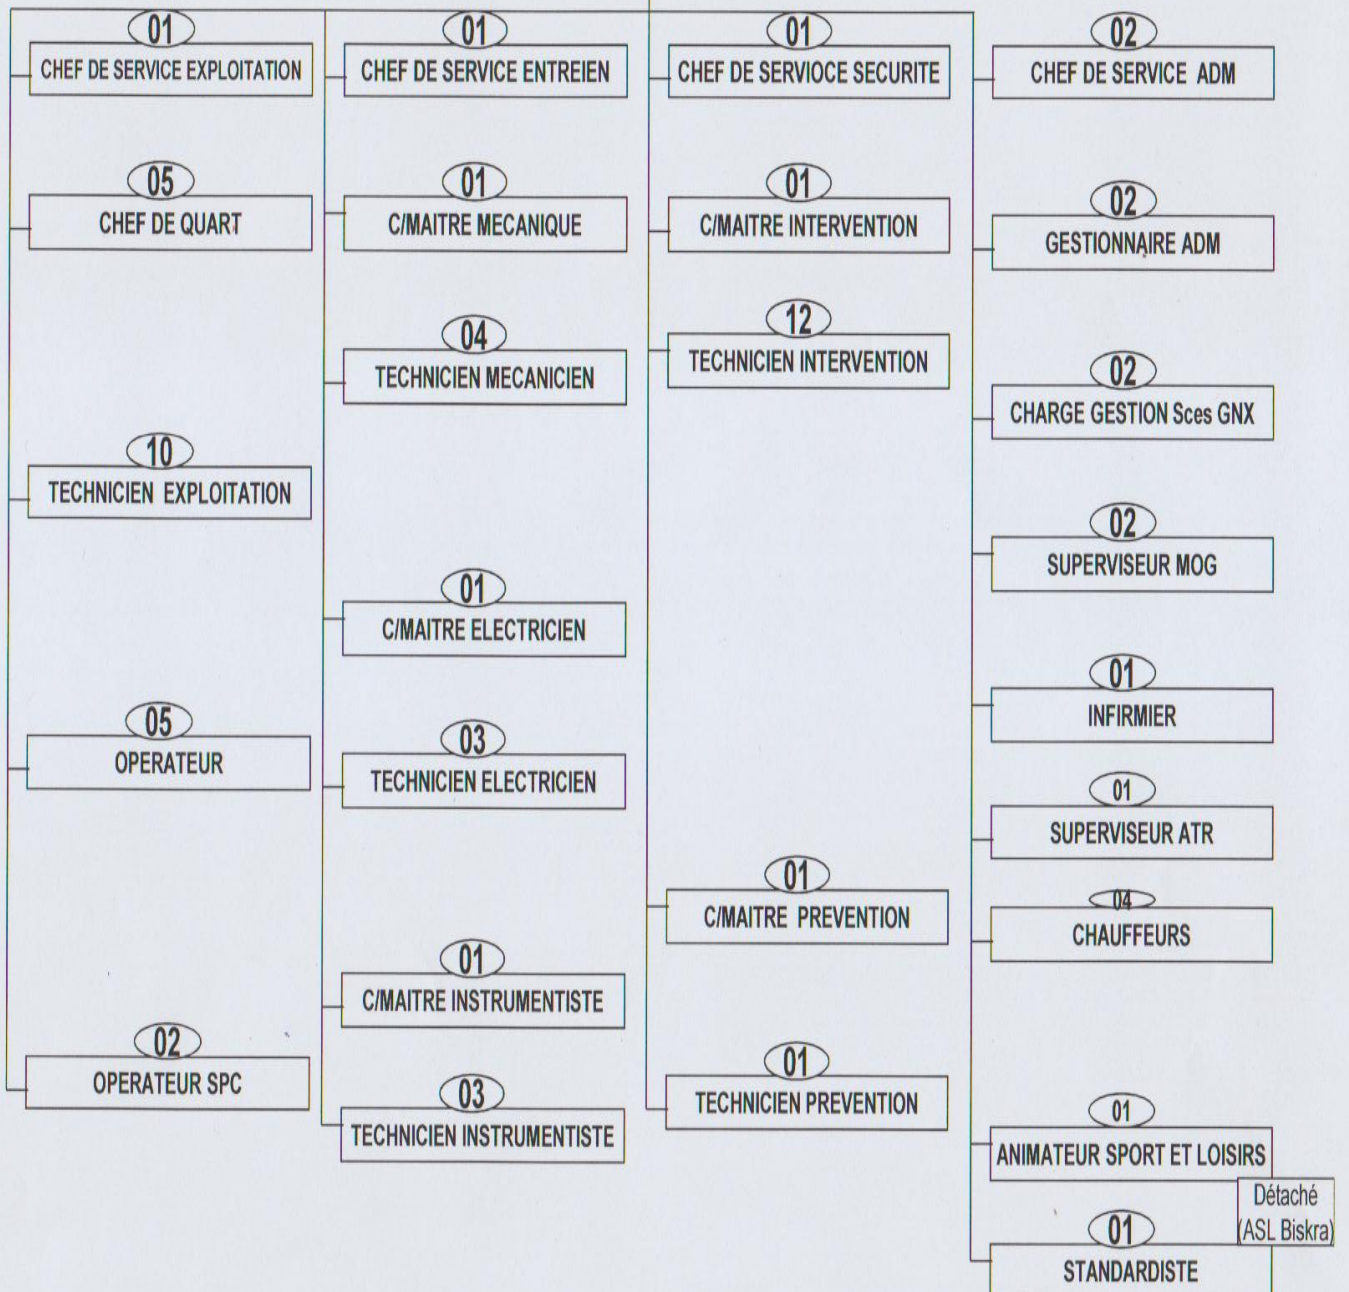 01
CHEF DE SERVICE EXPLOITATION
05
CHEF DE QUART
10
TECHNICIEN EXPLOITATION
05
OPERATEUR
02
OPERATEUR SPC
01
CHEF DE SERVICE ENTREIEN
01
C/MAITRE MECANIQUE
04
TECHNICIEN MECANICIEN
01
C/MAITRE ELECTRICIEN
03
TECHNICIEN ELECTRICIEN
01
C/MAITRE INSTRUMENTISTE
03
TECHNICIEN INSTRUMENTISTE
01
CHEF DE SERVIOCE SECURITE
01
C/MAITRE INTERVENTION
12
TECHNICIEN INTERVENTION
01
C/MAITRE PREVENTION
01
TECHNICIEN PREVENTION
02
CHEF DE SERVICE ADM
02
GESTIONNAIRE ADM
02
CHARGE GESTION Sces GNX
02
SUPERVISEUR MOG
01
INFIRMIER
01
SUPERVISEUR ATR
04
CHAUFFEURS
01
ANIMATEUR SPORT ET LOISIRS
Détaché
(ASL Biskra)
01
STANDARDISTE